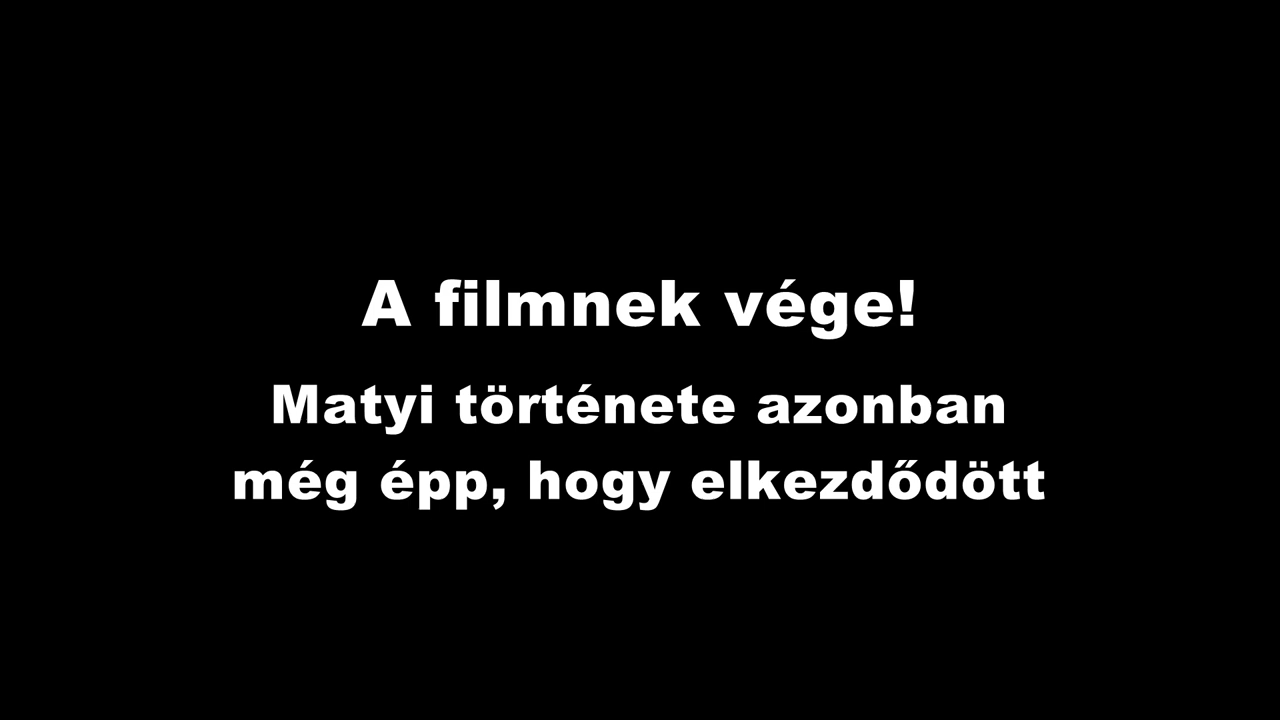 A filmnek vége!
Matyi története azonban
még épp, hogy elkezdődött